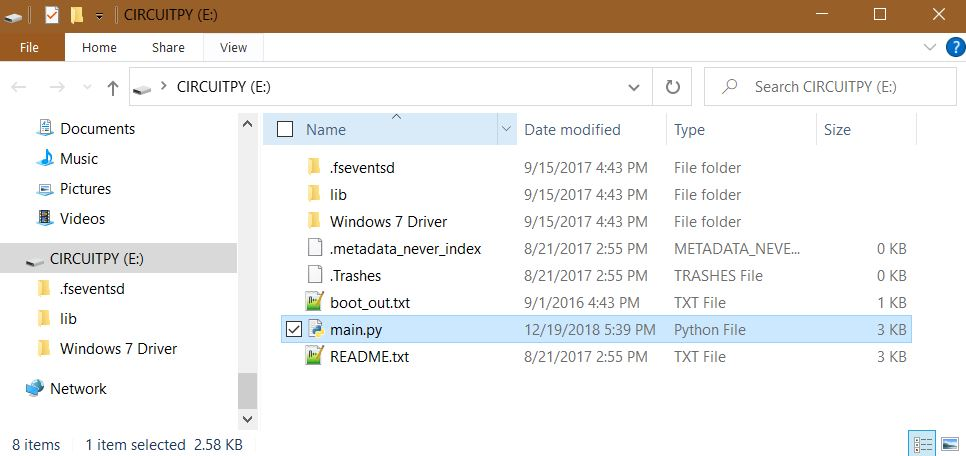 CIRCUITPY (E:)
File Home Share View
CIRCUITPY (E:) Search CIRCUITPY (E:)
Documents
Music
Pictures
Videos
CIRCUITPY (E:)
.fseventsd
lib
Windows 7 Driver
Network
Name Date modified Type Size
.fseventsd 9/15/2017 4:43 PM File folder
lib 9/15/2017 4:43 PM File folder
Windows 7 Driver 9/15/2017 4:43 PM File folder
.metadata_never_index 8/21/2017 2:55 PM METADATA_NEVE... 0 KB
.Trashes 8/21/2017 2:55 PM TRASHES File 0 KB
boot_out.txt 9/1/2016 4:43 PM TXT File 1 KB
main.py 12/19/2018 5:39 PM Python File 3 KB
README.txt 8/21/2017 2:55 PM TXT File 3 KB
8 items 1 item selected 2.58 KB